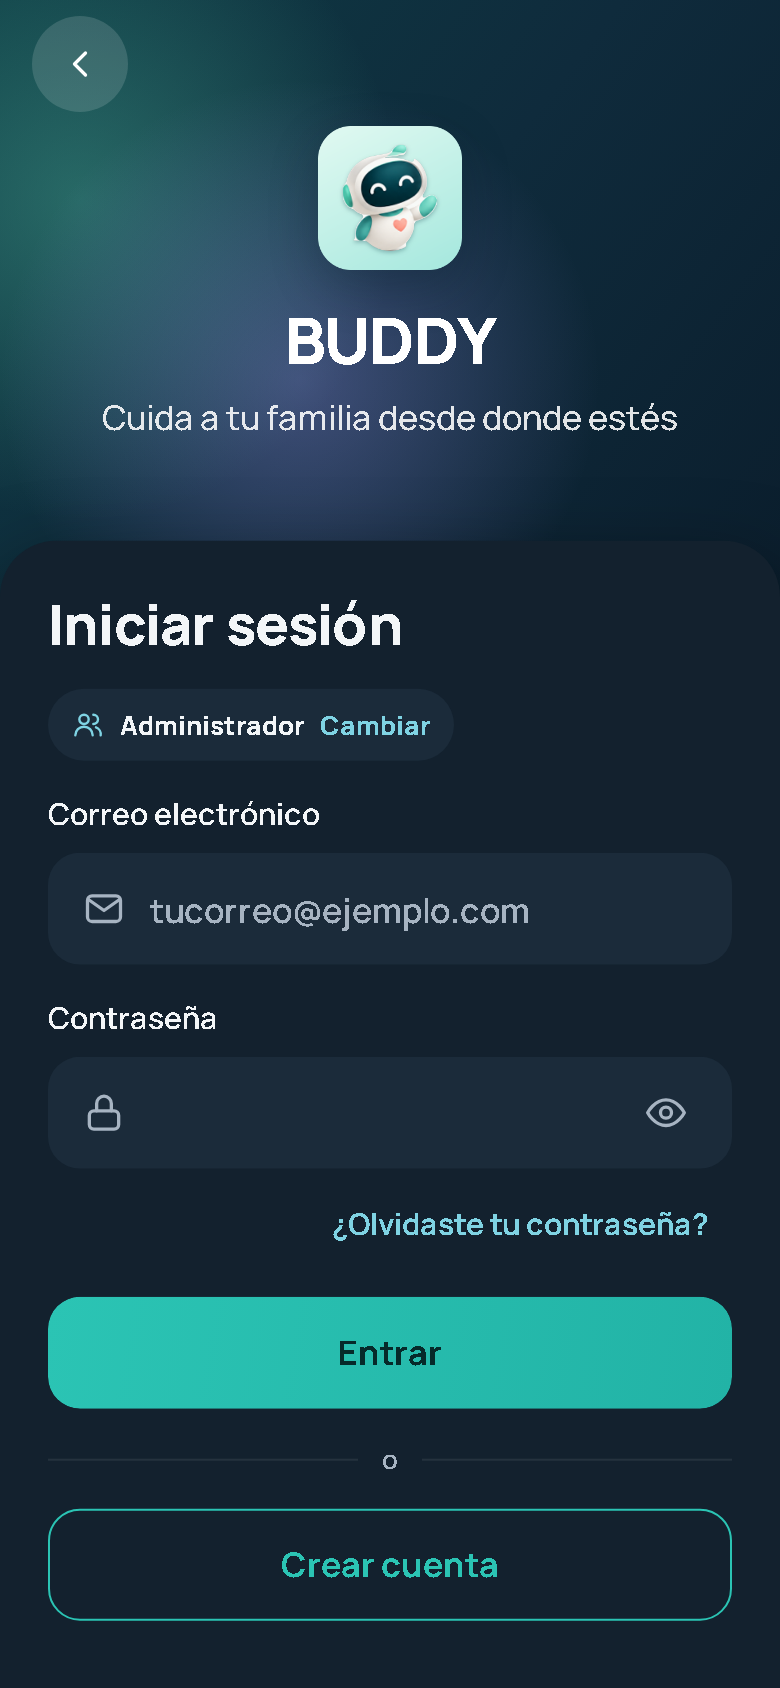 BUDDY
Cuida a tu familia desde donde estés
Iniciar sesión
Administrador Cambiar
Correo electrónico
tucorreo@ejemplo.com
Contraseña
¿Olvidaste tu contraseña?
Entrar
o
Crear cuenta